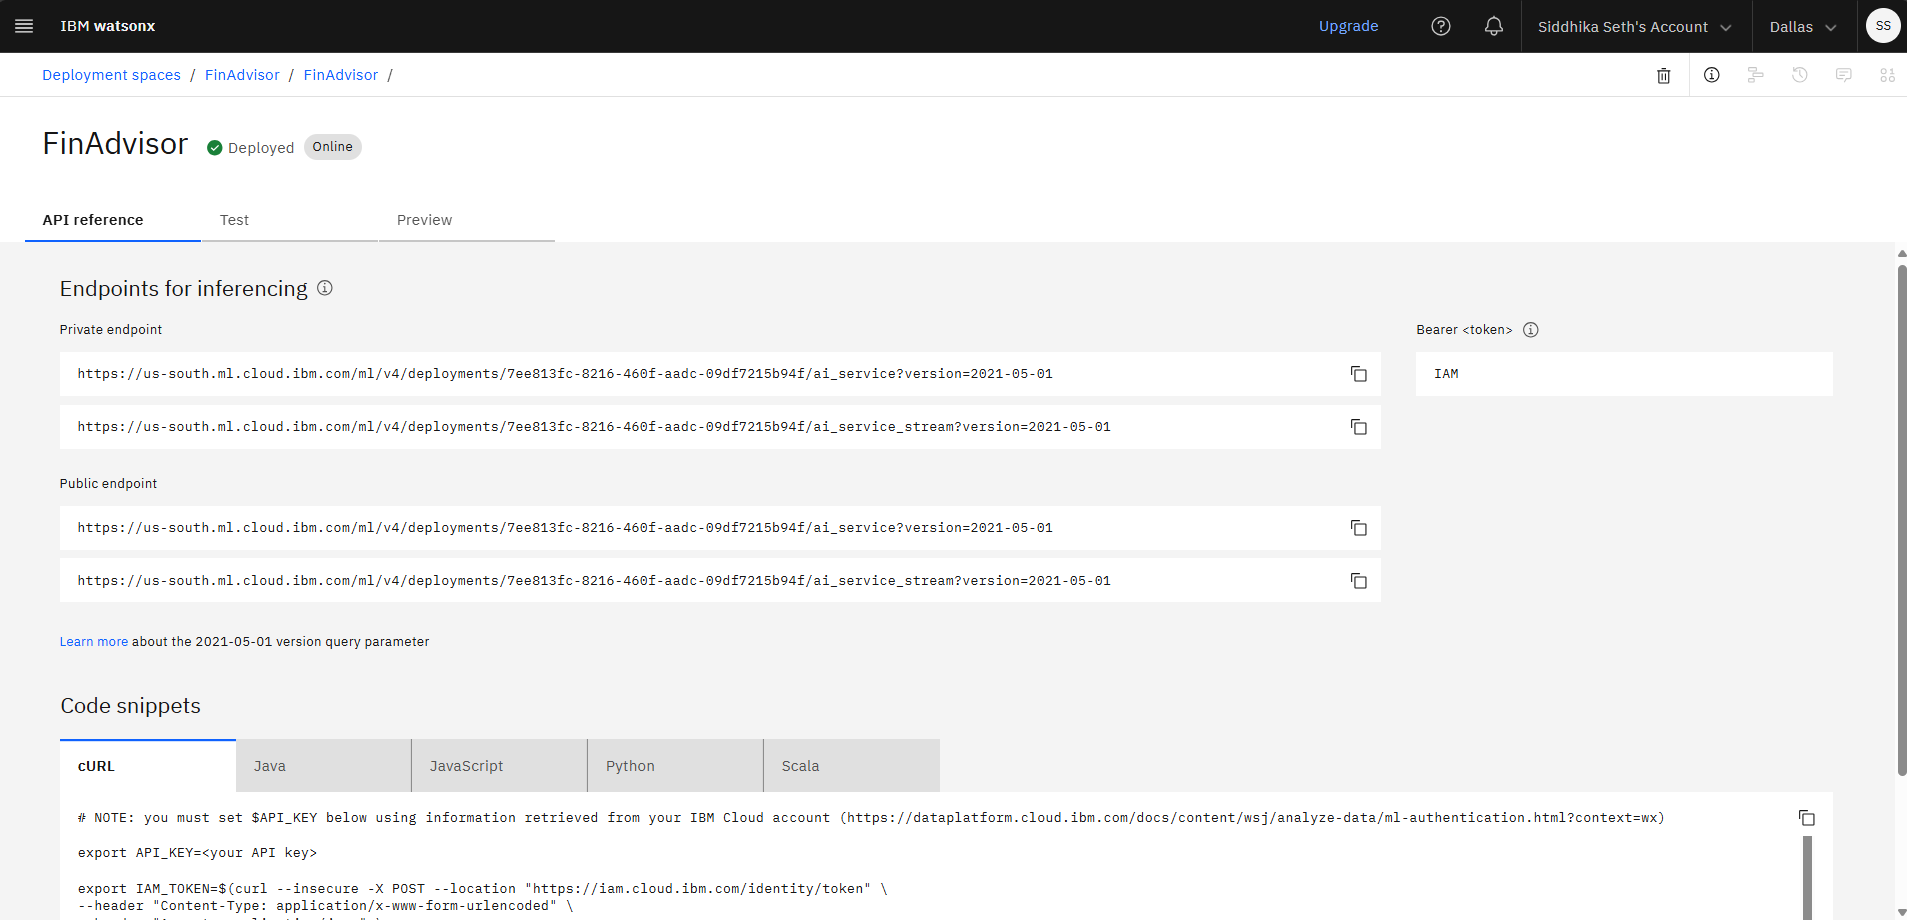 IBM watsonx
Upgrade
Siddhika Seth's Account
Dallas
SS
Deployment spaces / FinAdvisor / FinAdvisor /
FinAdvisor
Deployed
Online
API reference
Test
Preview
Endpoints for inferencing
Private endpoint
https://us-south.ml.cloud.ibm.com/ml/v4/deployments/7ee813fc-8216-460f-aadc-09df7215b94f/ai_service?version=2021-05-01
https://us-south.ml.cloud.ibm.com/ml/v4/deployments/7ee813fc-8216-460f-aadc-09df7215b94f/ai_service_stream?version=2021-05-01
Bearer <token>
IAM
Public endpoint
https://us-south.ml.cloud.ibm.com/ml/v4/deployments/7ee813fc-8216-460f-aadc-09df7215b94f/ai_service?version=2021-05-01
https://us-south.ml.cloud.ibm.com/ml/v4/deployments/7ee813fc-8216-460f-aadc-09df7215b94f/ai_service_stream?version=2021-05-01
Learn more about the 2021-05-01 version query parameter
Code snippets
cURL
Java
JavaScript
Python
Scala
# NOTE: you must set $API_KEY below using information retrieved from your IBM Cloud account (https://dataplatform.cloud.ibm.com/docs/content/wsj/analyze-data/ml-authentication.html?context=wx)
export API_KEY=<your API key>
export IAM_TOKEN=$(curl --insecure -X POST --location "https://iam.cloud.ibm.com/identity/token" \
--header "Content-Type: application/x-www-form-urlencoded" \